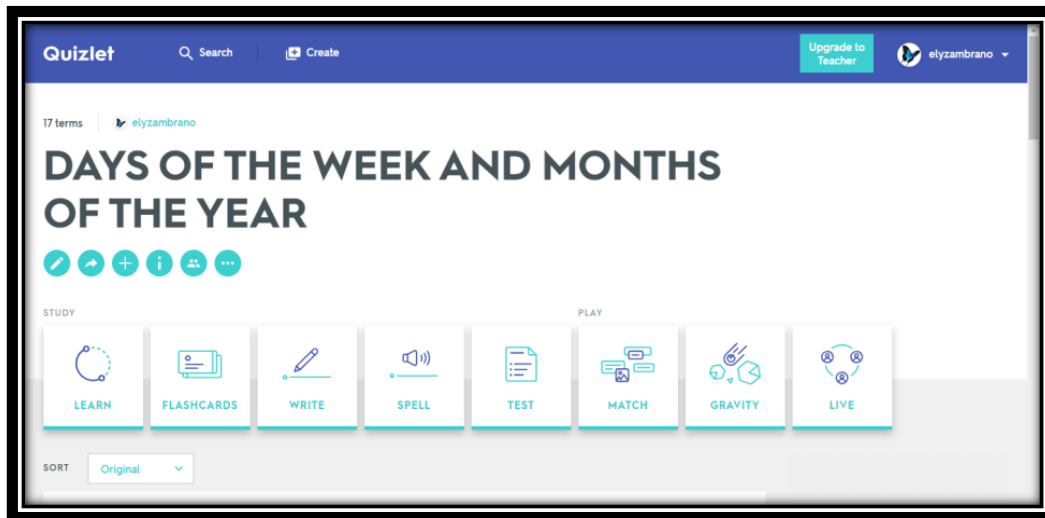 Quizlet Search Create Upgrade to Teacher elyzambrano
17 terms elyzambrano
DAYS OF THE WEEK AND MONTHS
OF THE YEAR
STUDY PLAY
LEARN FLASHCARDS WRITE SPELL TEST MATCH GRAVITY LIVE
SORT Original